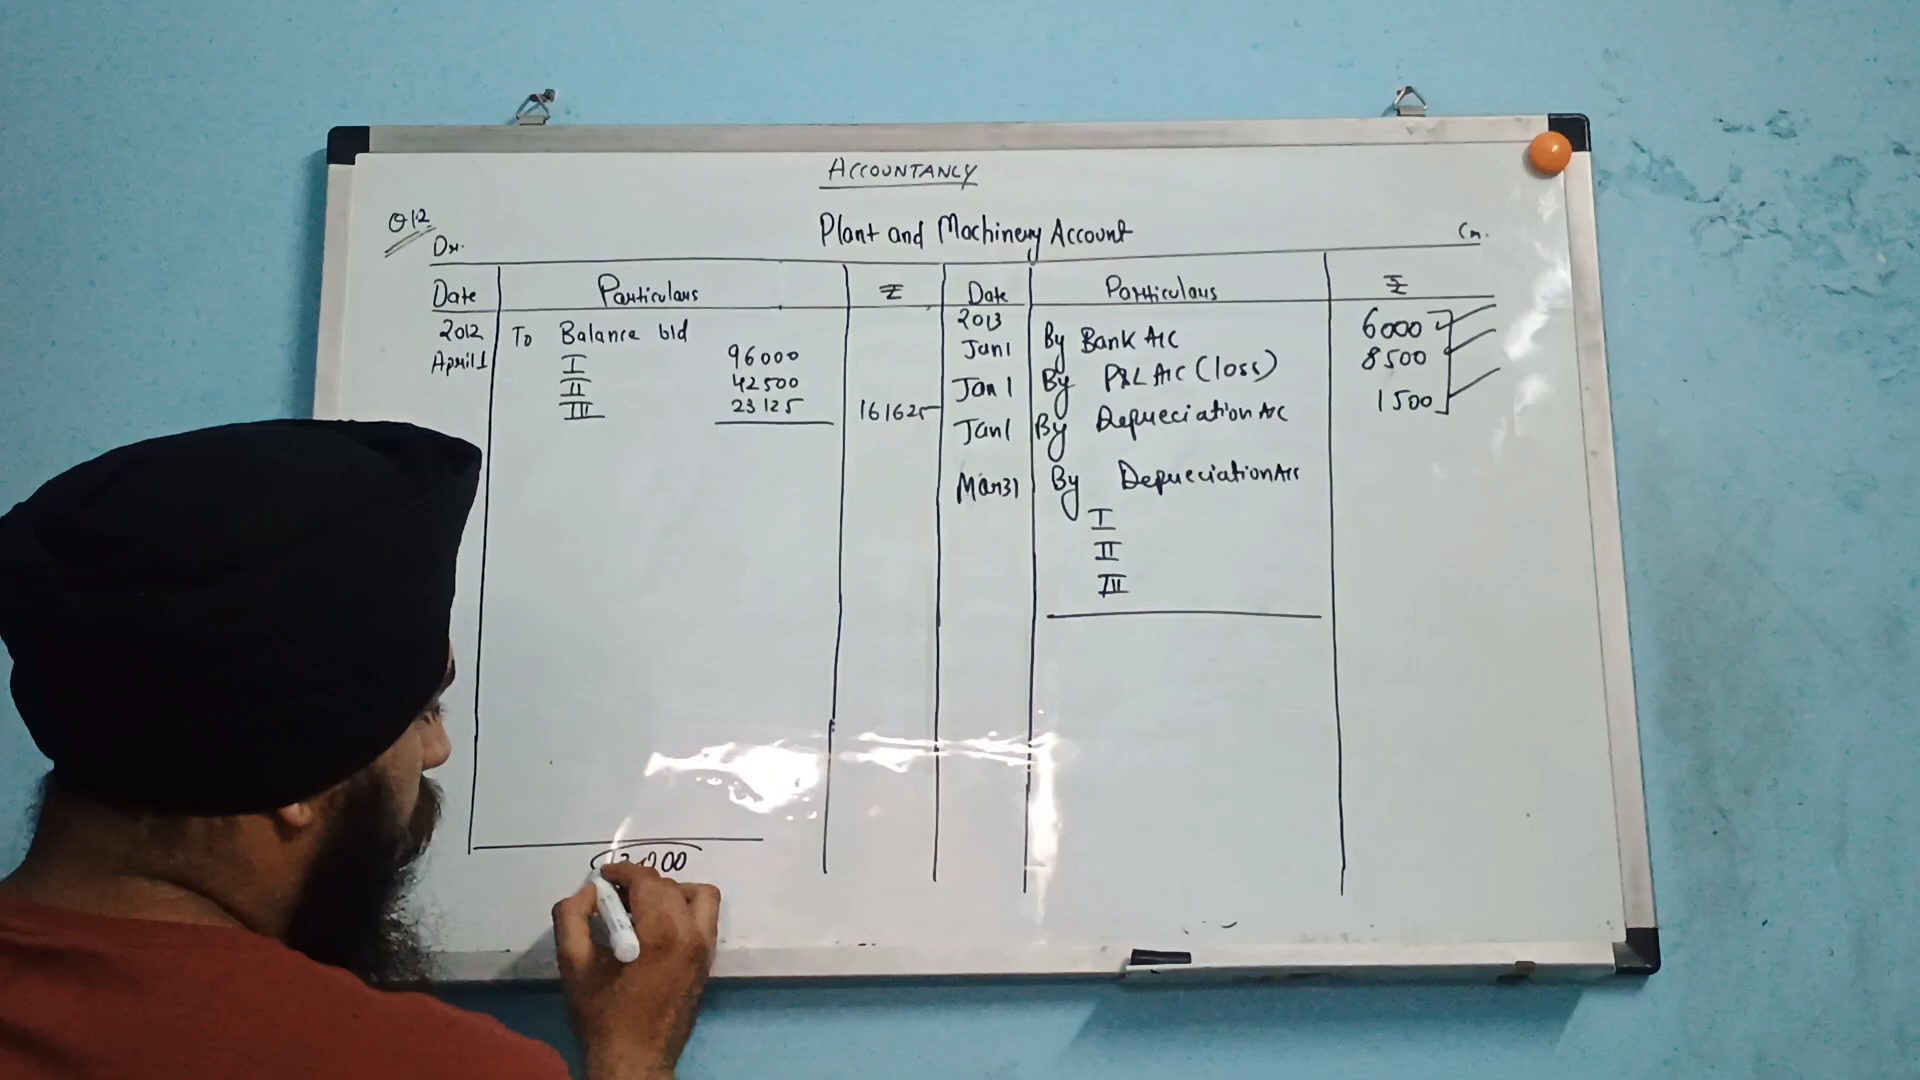 ACCOUNTANCY
Q12
Plant and Machinery Account
Dr.
Cr.
Date Particulars ₹ Date Particulars ₹
2012 To Balance b/d
April 1
I 96000
II 42500
III 23125 161625
2013
Jan 1 By Bank A/C 6000
Jan 1 By P&L A/C (loss) 8500
Jan 1 By Depreciation A/C 1500
Mar 31 By Depreciation A/c
I
II
III